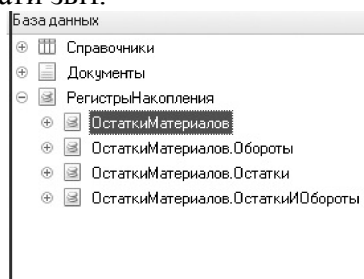 База данных
Справочники
Документы
РегистрыНакопления
ОстаткиМатериалов
ОстаткиМатериалов.Обороты
ОстаткиМатериалов.Остатки
ОстаткиМатериалов.ОстаткиИОбороты